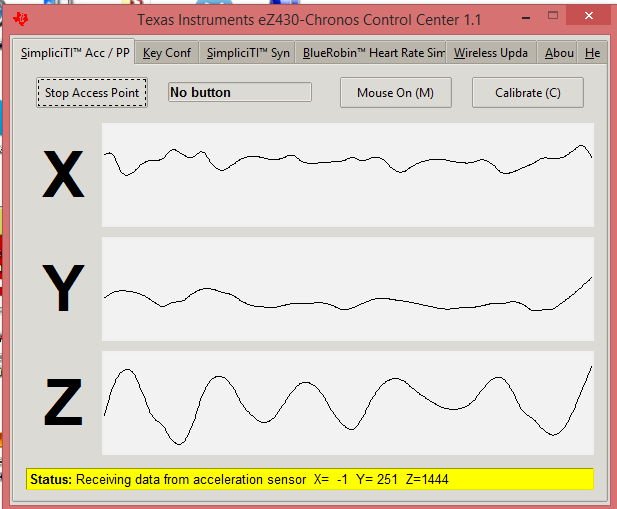 Texas Instruments eZ430-Chronos Control Center 1.1
SimpliciTI™ Acc / PP Key Conf SimpliciTI™ Syn BlueRobin™ Heart Rate Sim Wireless Upda Abou He
Stop Access Point No button Mouse On (M) Calibrate (C)
X
Y
Z
Status: Receiving data from acceleration sensor X= -1 Y= 251 Z=1444